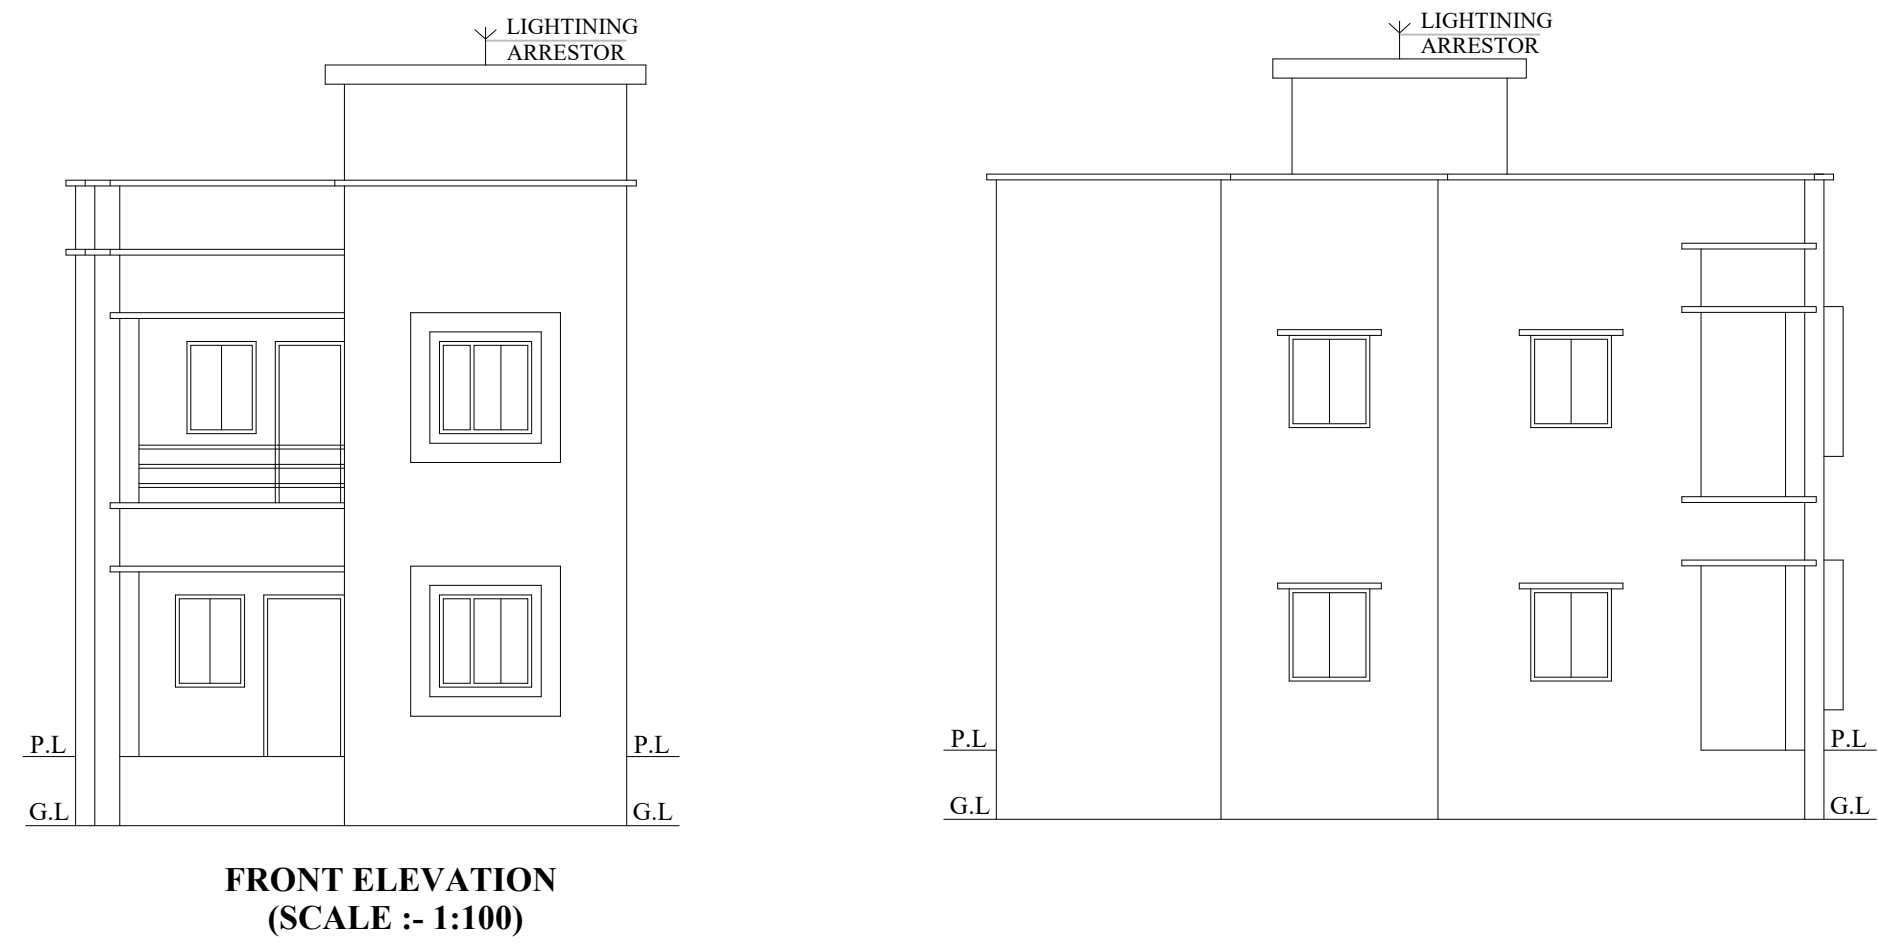 LIGHTINING
ARRESTOR
P.L
P.L
G.L
G.L
FRONT ELEVATION
(SCALE :- 1:100)
LIGHTINING
ARRESTOR
P.L
P.L
G.L
G.L